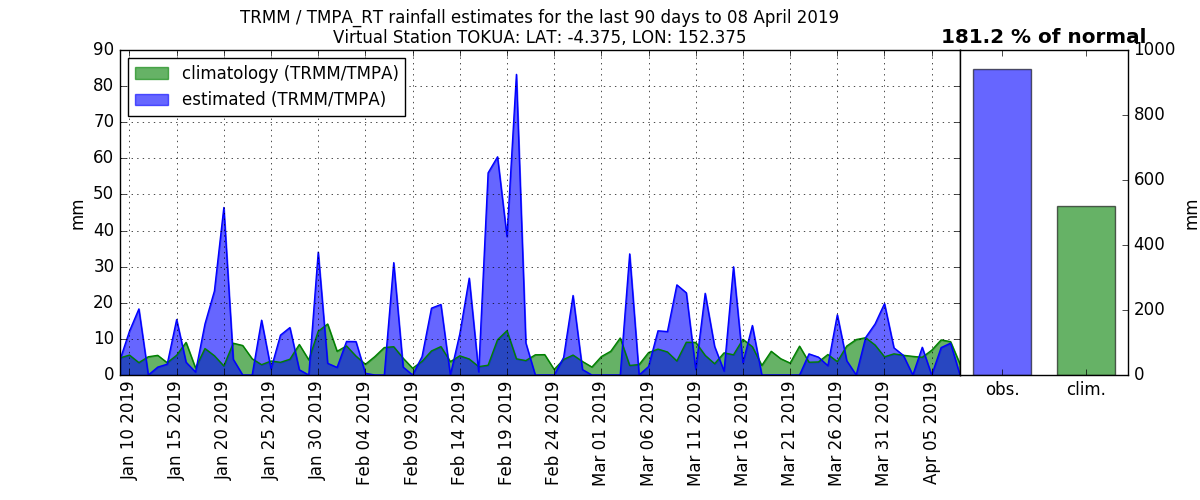 TRMM / TMPA_RT rainfall estimates for the last 90 days to 08 April 2019
Virtual Station TOKUA: LAT: -4.375, LON: 152.375
181.2 % of normal
climatology (TRMM/TMPA)
estimated (TRMM/TMPA)
90
80
70
60
50
40
30
20
10
0
mm
Jan 10 2019
Jan 15 2019
Jan 20 2019
Jan 25 2019
Jan 30 2019
Feb 04 2019
Feb 09 2019
Feb 14 2019
Feb 19 2019
Feb 24 2019
Mar 01 2019
Mar 06 2019
Mar 11 2019
Mar 16 2019
Mar 21 2019
Mar 26 2019
Mar 31 2019
Apr 05 2019
obs.
clim.
1000
800
600
400
200
0
mm